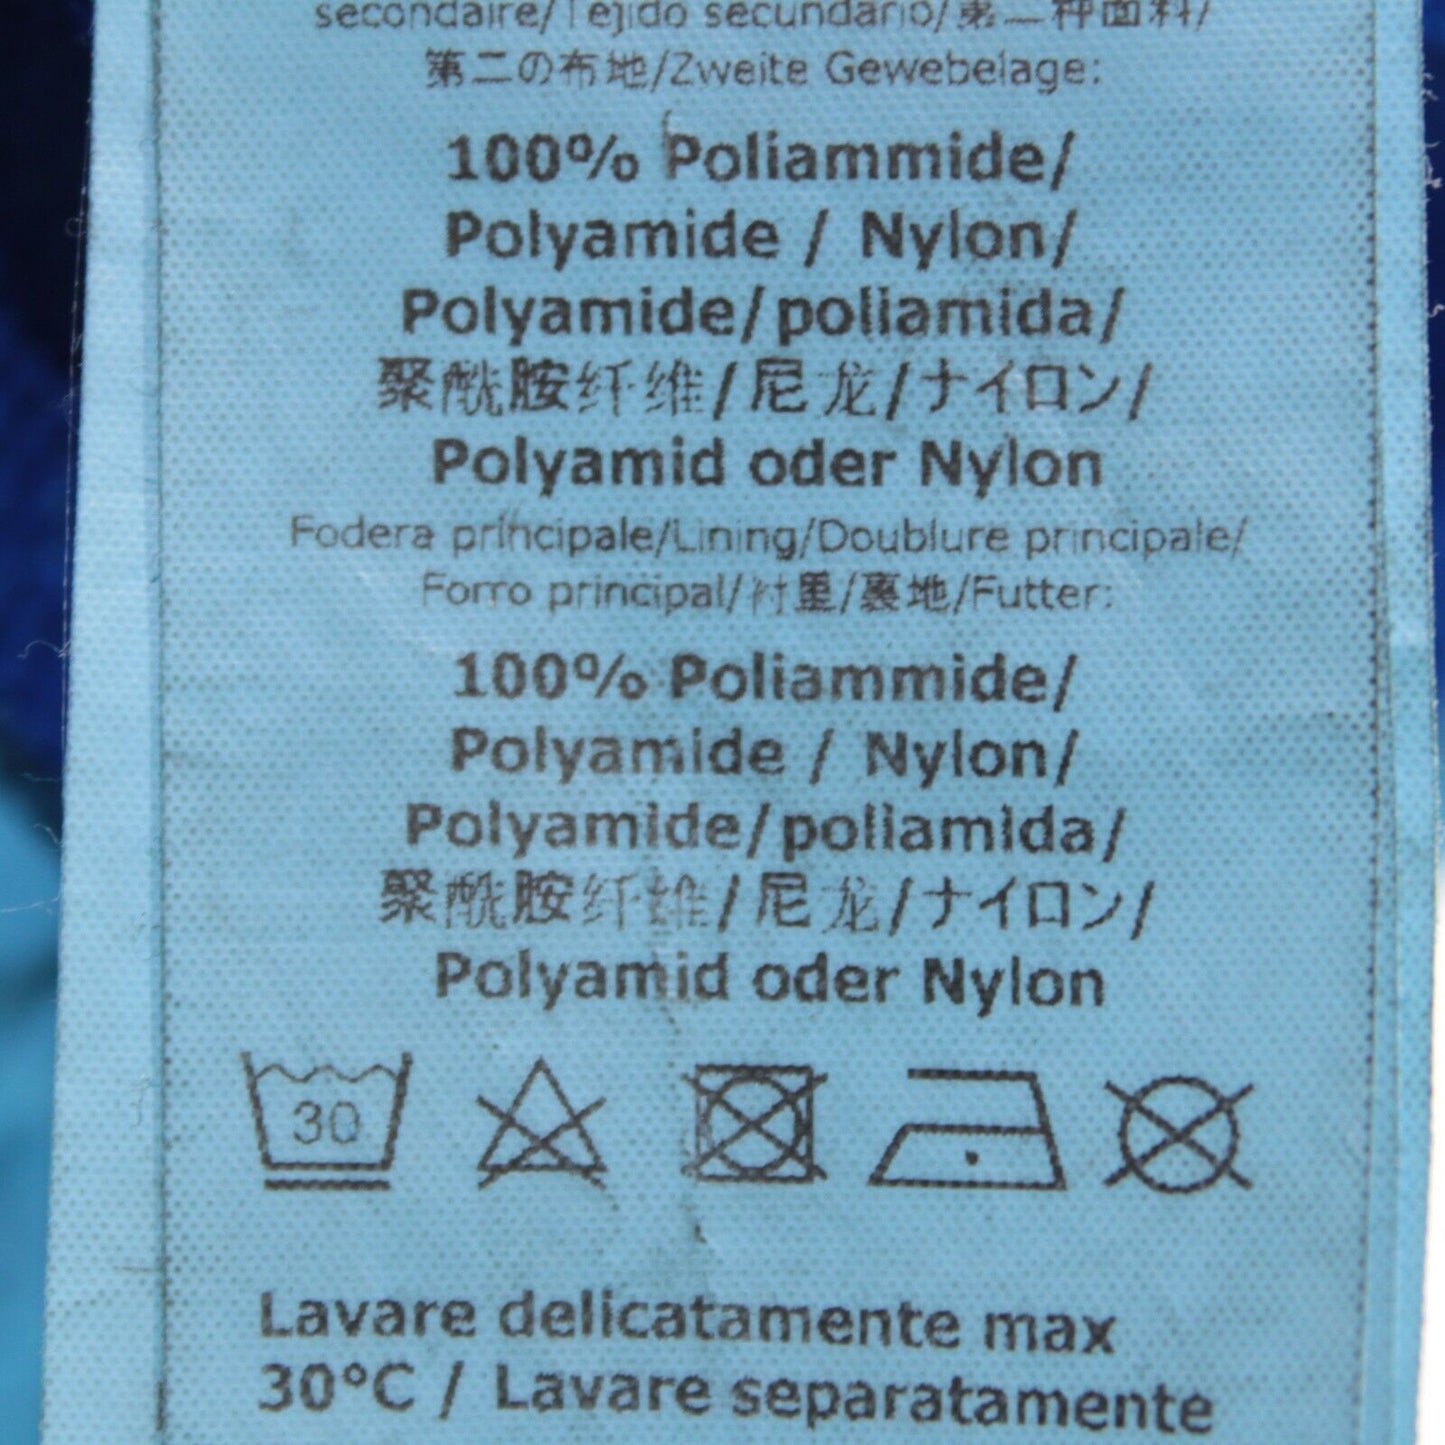 secondaire/Tejido secundario/第二种面料/
第二の布地/Zweite Gewebelage:
100% Poliammide/
Polyamide / Nylon/
Polyamide/poliamida/
聚酰胺纤维/尼龙/ナイロン/
Polyamid oder Nylon
Fodera principale/Lining/Doublure principale/
Forro principal/衬里/裏地/Futter:
100% Poliammide/
Polyamide / Nylon/
Polyamide/poliamida/
聚酰胺纤维/尼龙/ナイロン/
Polyamid oder Nylon
30
Lavare delicatamente max
30°C / Lavare separatamente